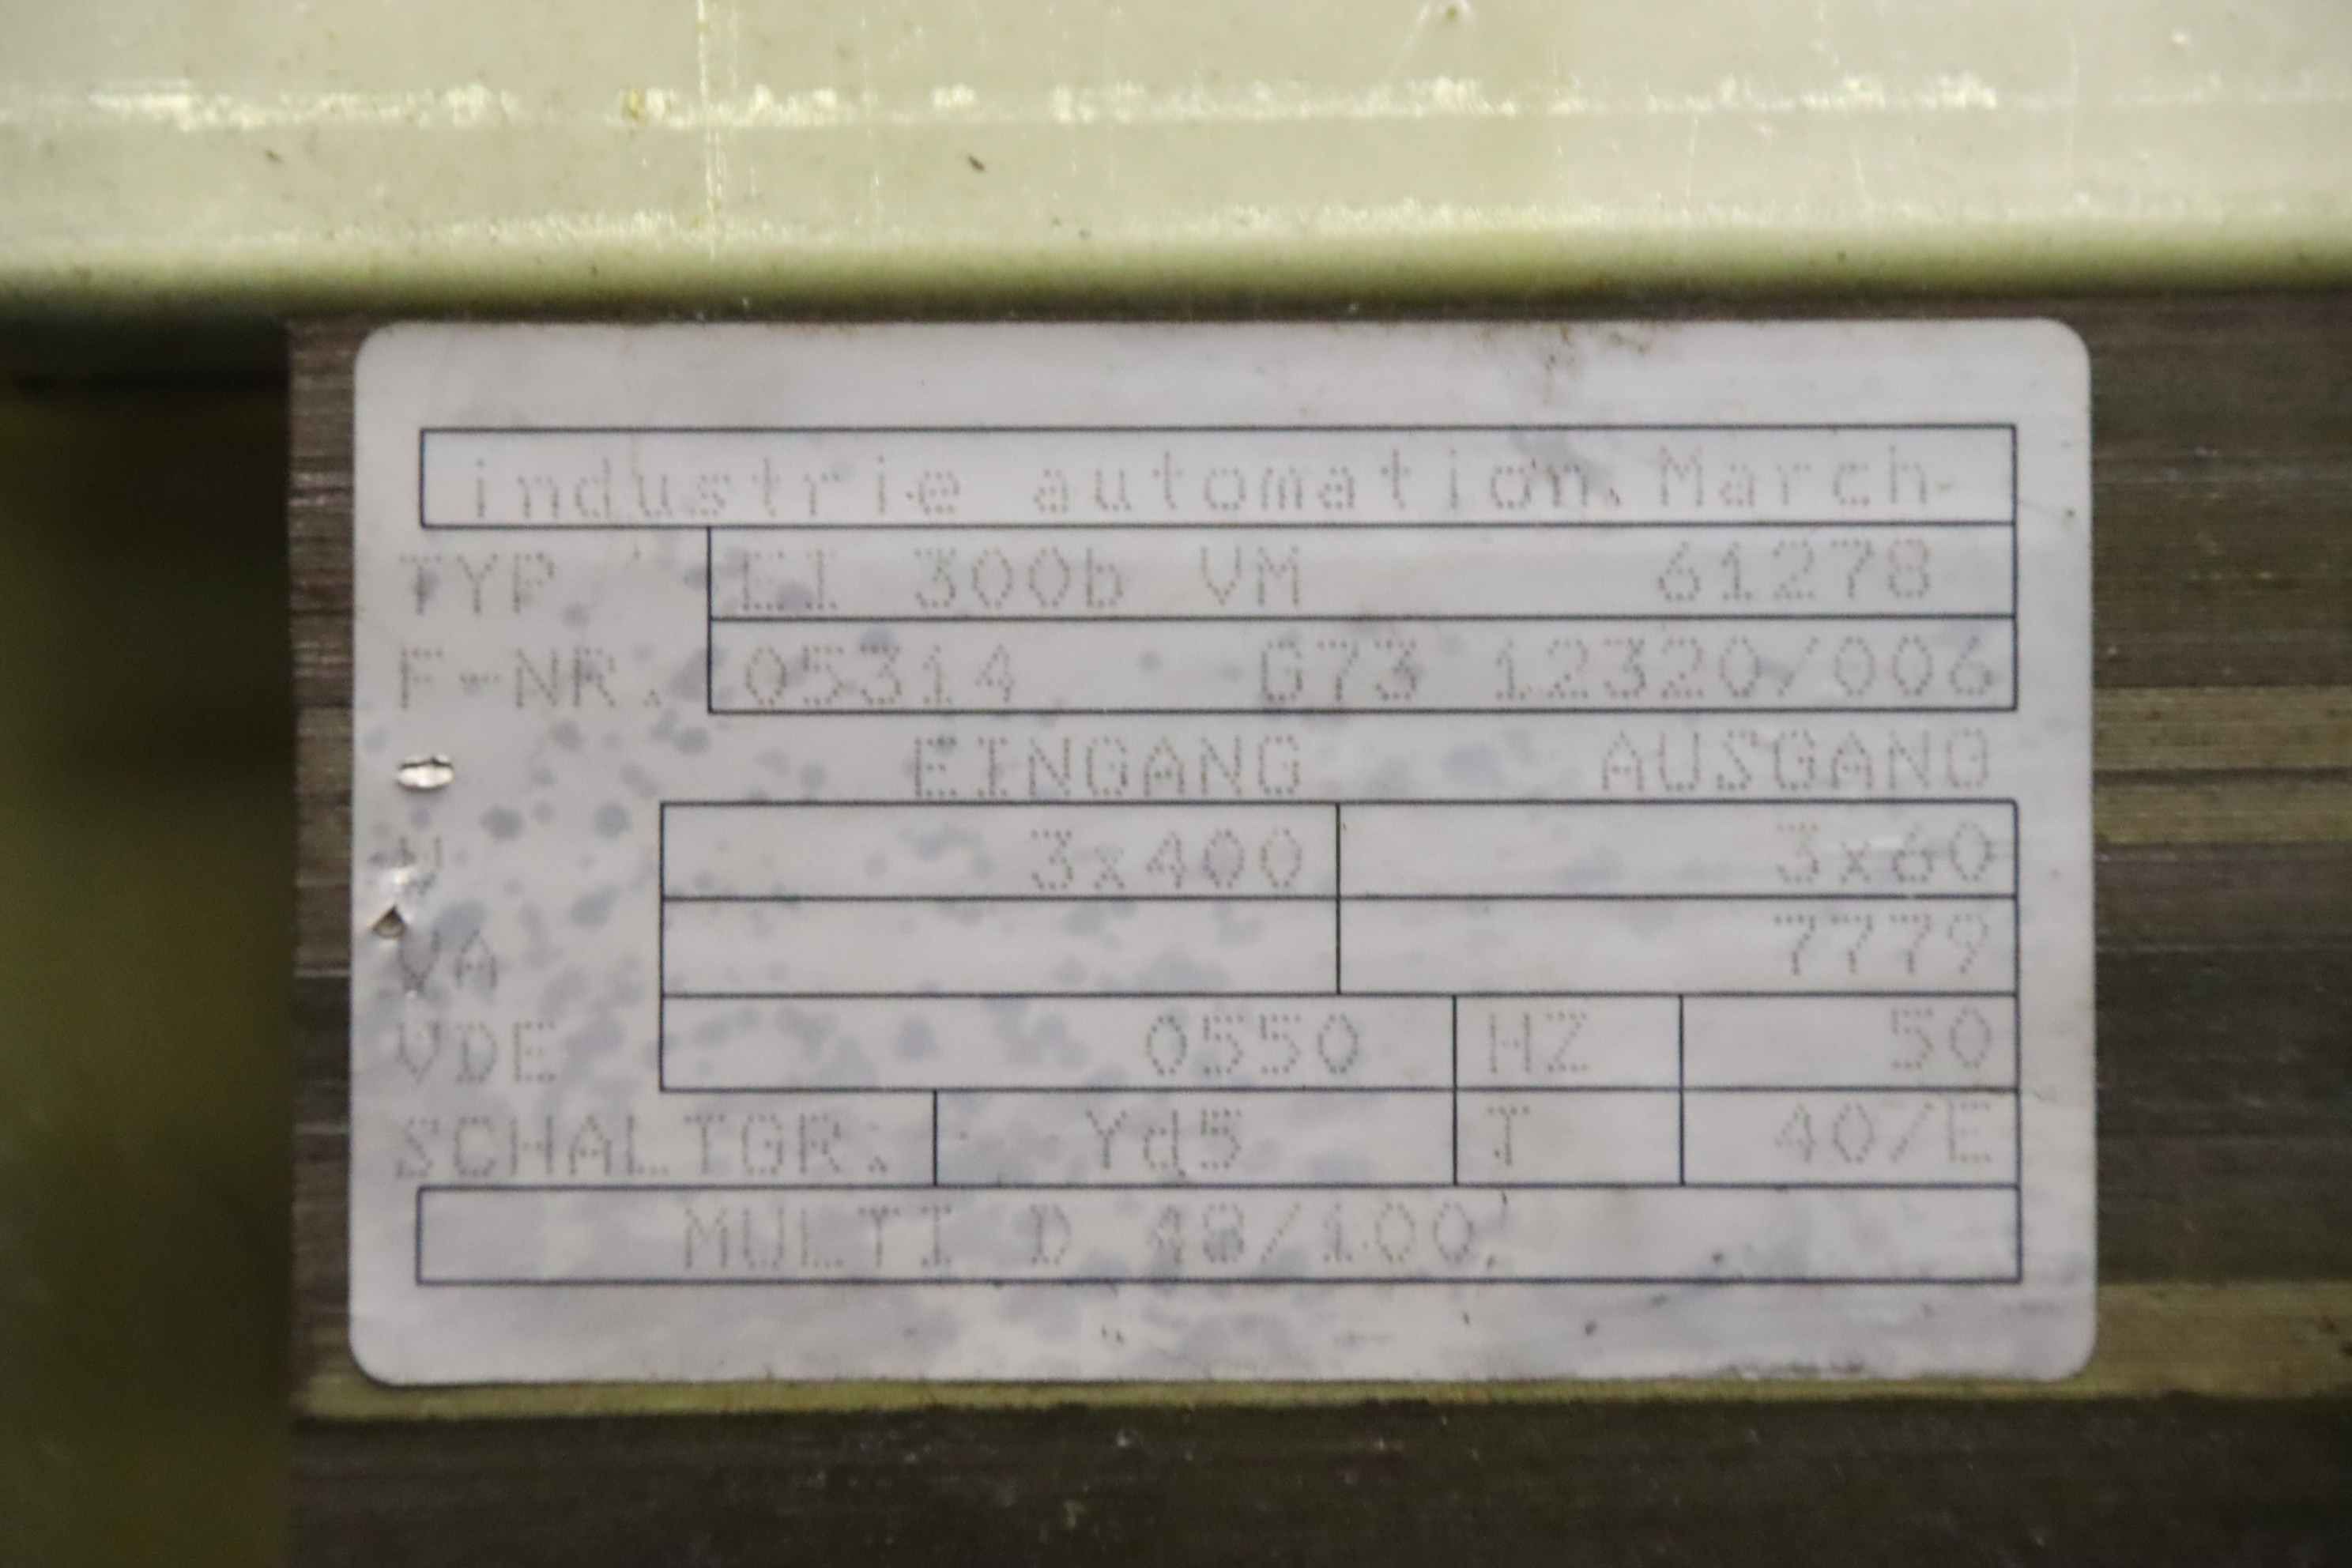 industrie automation.March-
TYP EI 300b VM 61278
F-NR. 05314 G73 12320/006
EINGANG AUSGANG
U 3x400 3x60
VA 7779
VDE 0550 HZ 50
SCHALTGR. Yd5 T 40/E
MULTI D 48/100